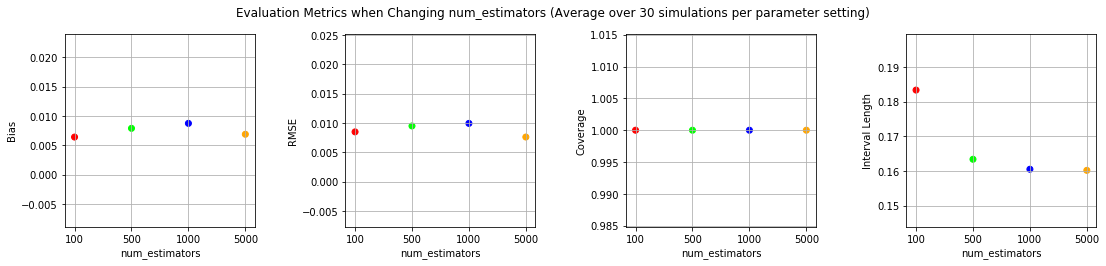 Evaluation Metrics when Changing num_estimators (Average over 30 simulations per parameter setting)
Bias
0.020
0.015
0.010
0.005
0.000
−0.005
100 500 1000 5000
num_estimators
RMSE
0.025
0.020
0.015
0.010
0.005
0.000
−0.005
100 500 1000 5000
num_estimators
Coverage
1.015
1.010
1.005
1.000
0.995
0.990
0.985
100 500 1000 5000
num_estimators
Interval Length
0.19
0.18
0.17
0.16
0.15
100 500 1000 5000
num_estimators